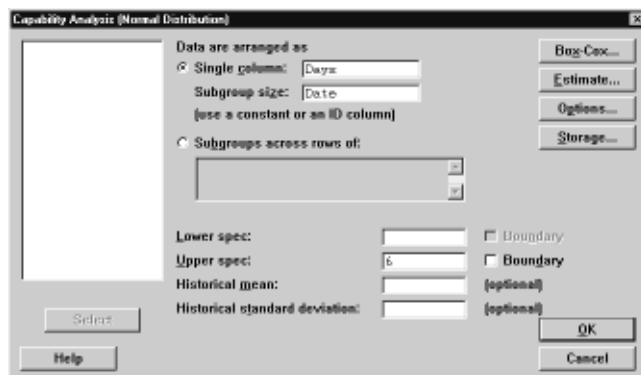 Capability Analysis (Normal Distribution)
Data are arranged as
Single column: Days
Subgroup size: Date
(use a constant or an ID column)
Subgroups across rows of:
Box-Cox...
Estimate...
Options...
Storage...
Lower spec:
Boundary
Upper spec: 6
Boundary
Historical mean:
(optional)
Historical standard deviation:
(optional)
Select
Help
OK
Cancel